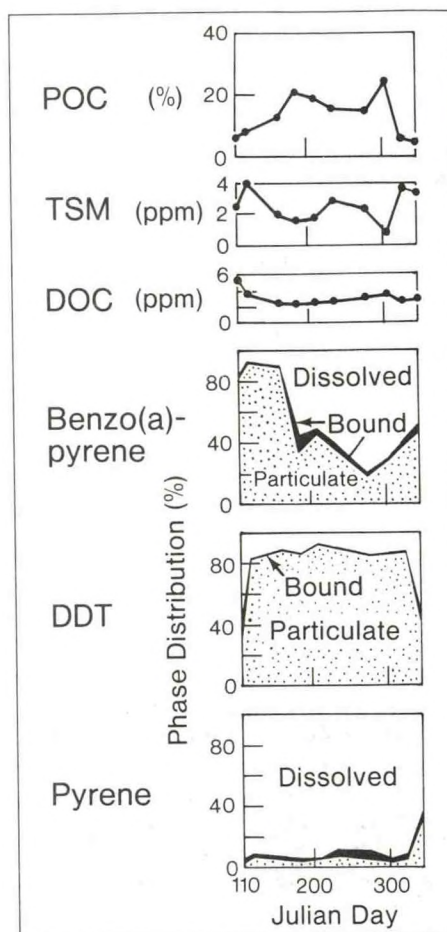 40
POC (%)
20
0
4
TSM (ppm)
2
0
6
DOC (ppm)
0
Dissolved
80
Benzo(a)-
pyrene
Bound
40
Particulate
0
Phase Distribution (%)
80
Bound
DDT
40
Particulate
0
80
Pyrene
Dissolved
40
0
110 200 300
Julian Day